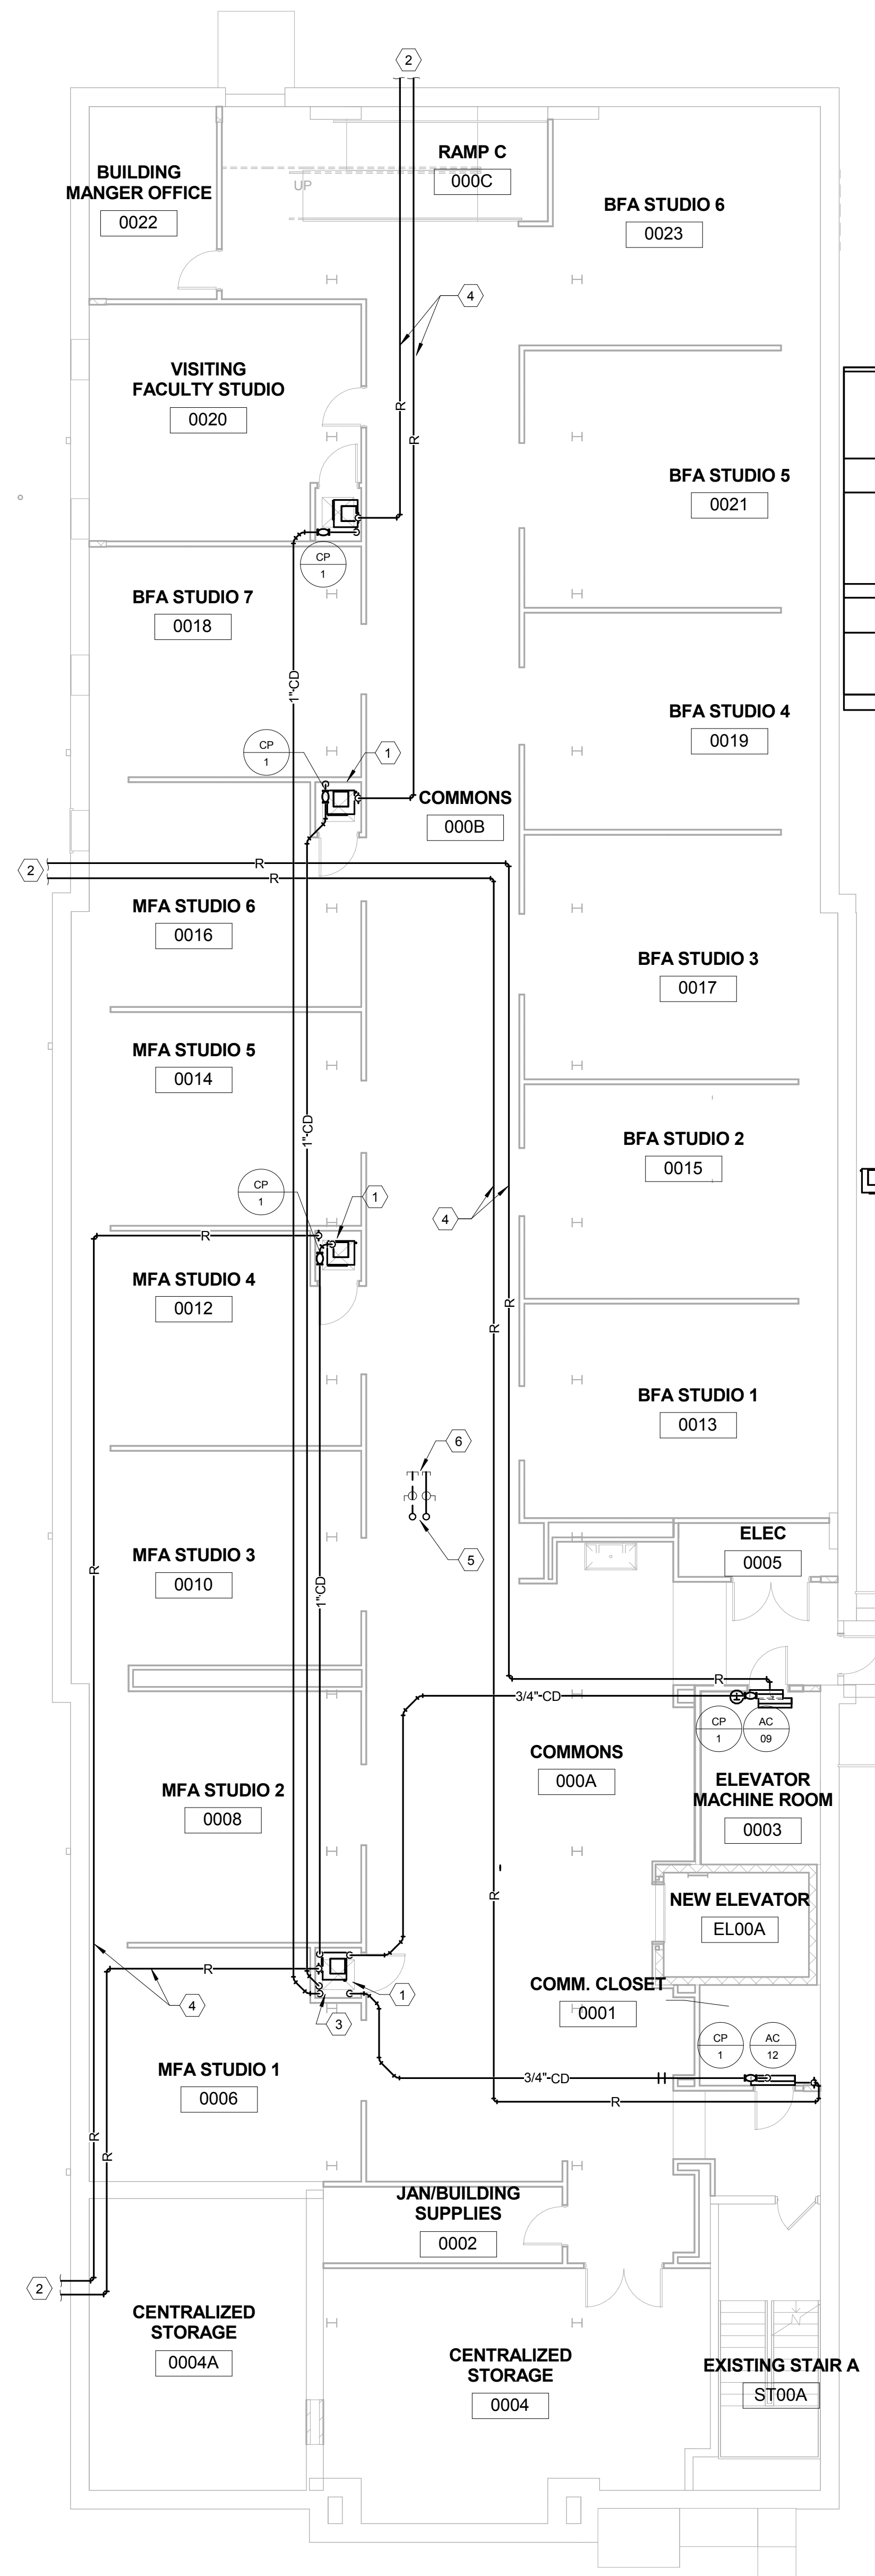 2
RAMP C
000C
BUILDING
MANGER OFFICE
0022
UP
BFA STUDIO 6
0023
4
VISITING
FACULTY STUDIO
0020
R
R
BFA STUDIO 5
0021
CP
1
BFA STUDIO 7
0018
1"-CD
BFA STUDIO 4
0019
CP
1
1
COMMONS
000B
2
R
R
MFA STUDIO 6
0016
BFA STUDIO 3
0017
MFA STUDIO 5
0014
1"-CD
BFA STUDIO 2
0015
CP
1
1
4
R
MFA STUDIO 4
0012
R
R
BFA STUDIO 1
0013
6
5
ELEC
0005
MFA STUDIO 3
0010
R
1"-CD
R
3/4"-CD
CP
1
AC
09
COMMONS
000A
ELEVATOR
MACHINE ROOM
0003
MFA STUDIO 2
0008
R
NEW ELEVATOR
EL00A
R
4
1
3
COMM. CLOSET
0001
CP
1
AC
12
MFA STUDIO 1
0006
3/4"-CD
R
R
R
JAN/BUILDING
SUPPLIES
0002
2
CENTRALIZED
STORAGE
0004A
CENTRALIZED
STORAGE
0004
EXISTING STAIR A
ST00A